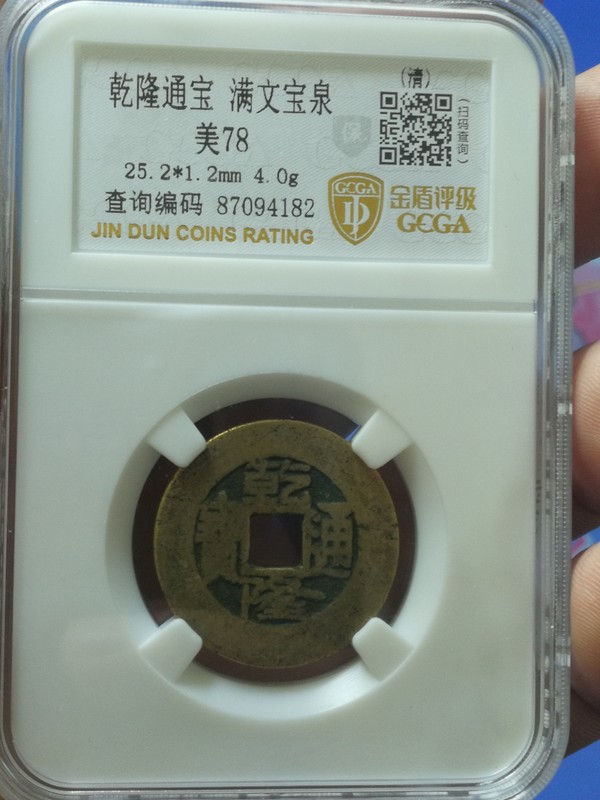 乾隆通宝 满文宝泉
美78
25.2*1.2mm 4.0g
查询编码 87094182
JIN DUN COINS RATING
(清)
(扫码查询)
保
GCGA
金盾评级
GCGA
乾
隆
通
寶